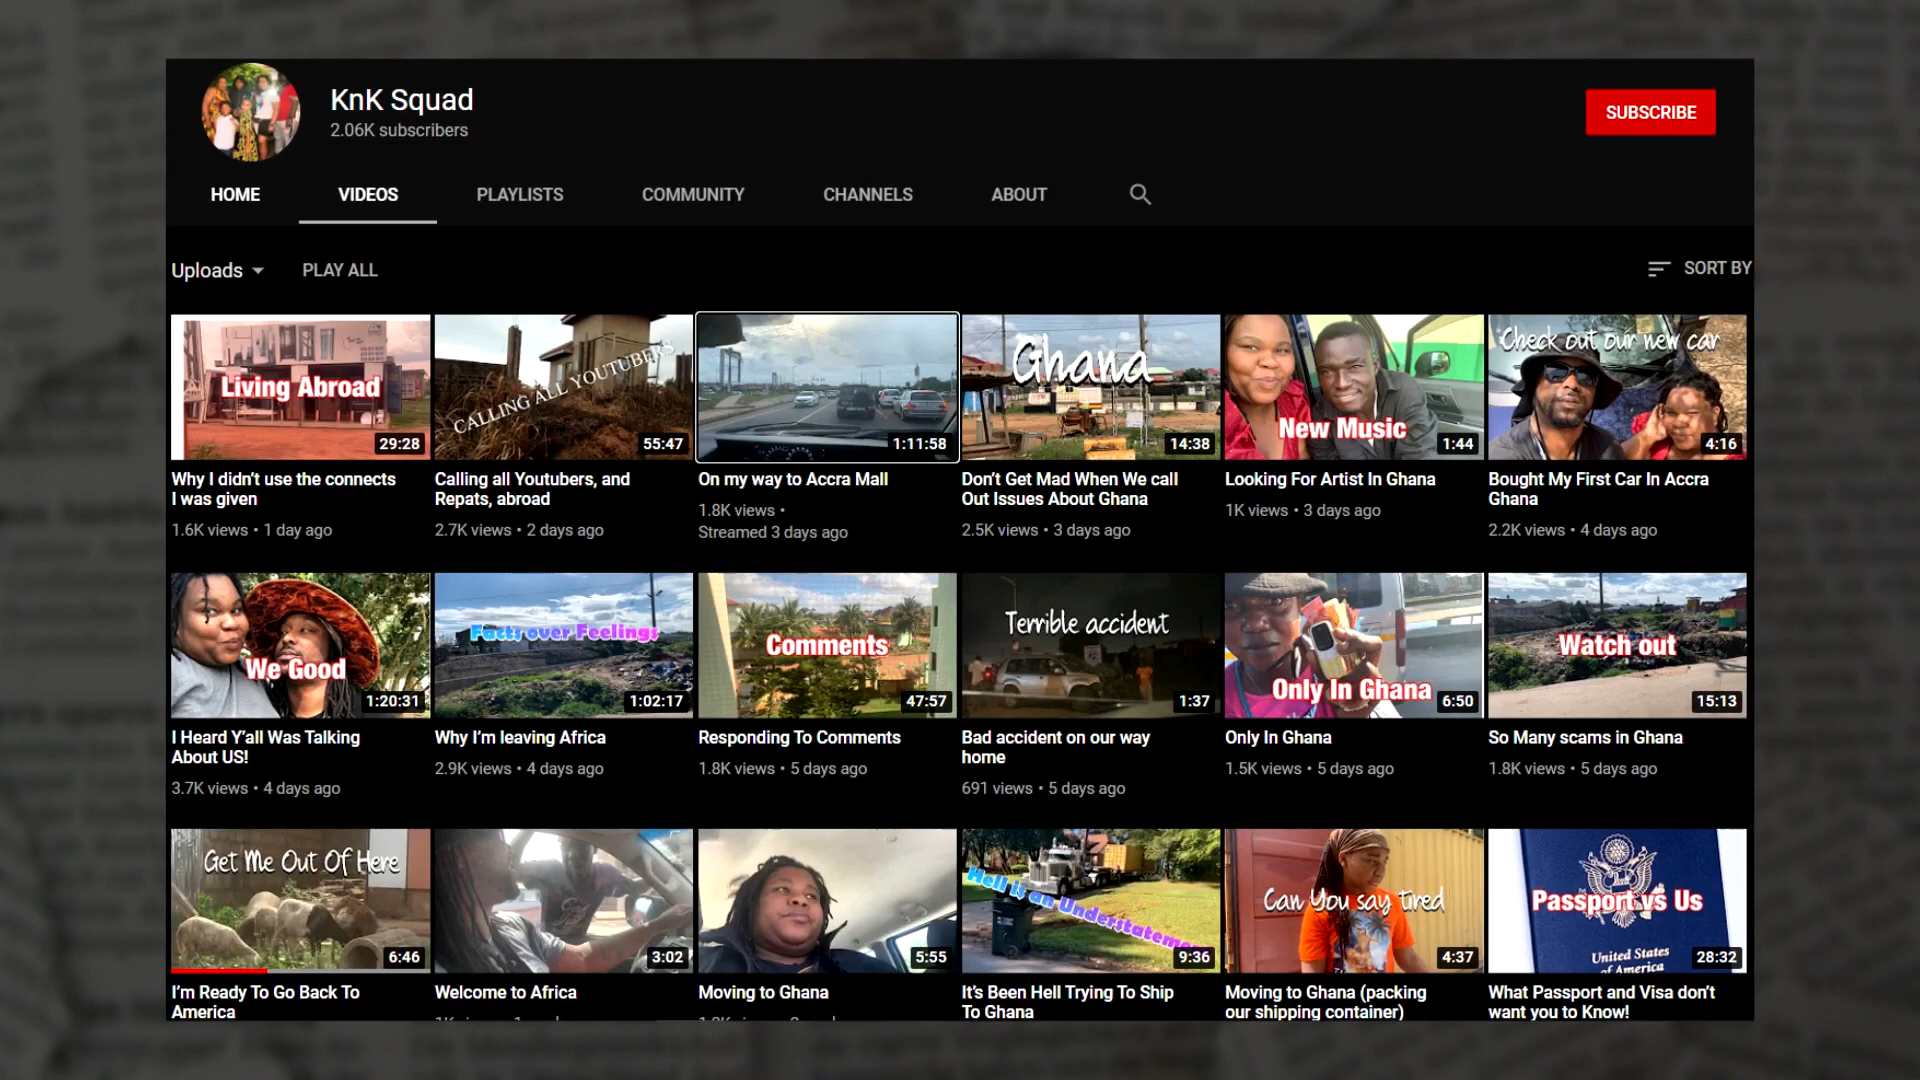 KnK Squad
2.06K subscribers
SUBSCRIBE
HOME
VIDEOS
PLAYLISTS
COMMUNITY
CHANNELS
ABOUT
Uploads
PLAY ALL
SORT BY
Living Abroad
29:28
Why I didn't use the connects
I was given
1.6K views • 1 day ago
CALLING ALL YOUTUBERS
55:47
Calling all Youtubers, and
Repats, abroad
2.7K views • 2 days ago
1:11:58
On my way to Accra Mall
1.8K views •
Streamed 3 days ago
Ghana
14:38
Don't Get Mad When We call
Out Issues About Ghana
2.5K views • 3 days ago
New Music
1:44
Looking For Artist In Ghana
1K views • 3 days ago
Check out our new car
4:16
Bought My First Car In Accra
Ghana
2.2K views • 4 days ago
We Good
1:20:31
I Heard Y'all Was Talking
About US!
3.7K views • 4 days ago
Facts over Feelings
1:02:17
Why I'm leaving Africa
2.9K views • 4 days ago
Comments
47:57
Responding To Comments
1.8K views • 5 days ago
Terrible accident
1:37
Bad accident on our way
home
691 views • 5 days ago
Only In Ghana
6:50
Only In Ghana
1.5K views • 5 days ago
Watch out
15:13
So Many scams in Ghana
1.8K views • 5 days ago
Get Me Out Of Here
6:46
I'm Ready To Go Back To
America
3:02
Welcome to Africa
5:55
Moving to Ghana
Hell is an
9:36
It's Been Hell Trying To Ship
To Ghana
Can You say tired
4:37
Moving to Ghana (packing
our shipping container)
Passport vs Us
United States
of America
28:32
What Passport and Visa don't
want you to Know!